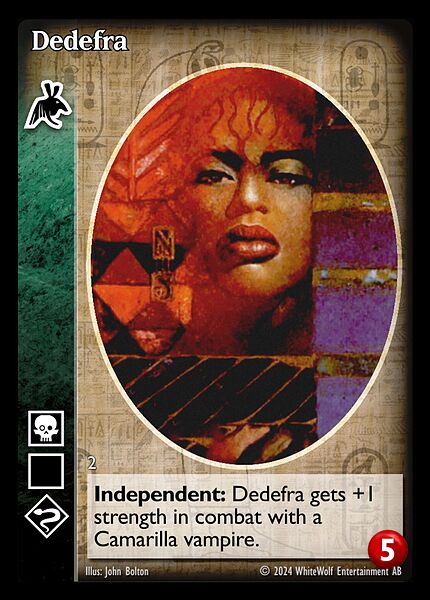 Dedefra
N
2
Independent: Dedefra gets +1
strength in combat with a
Camarilla vampire.
5
Illus: John Bolton
© 2024 WhiteWolf Entertainment AB